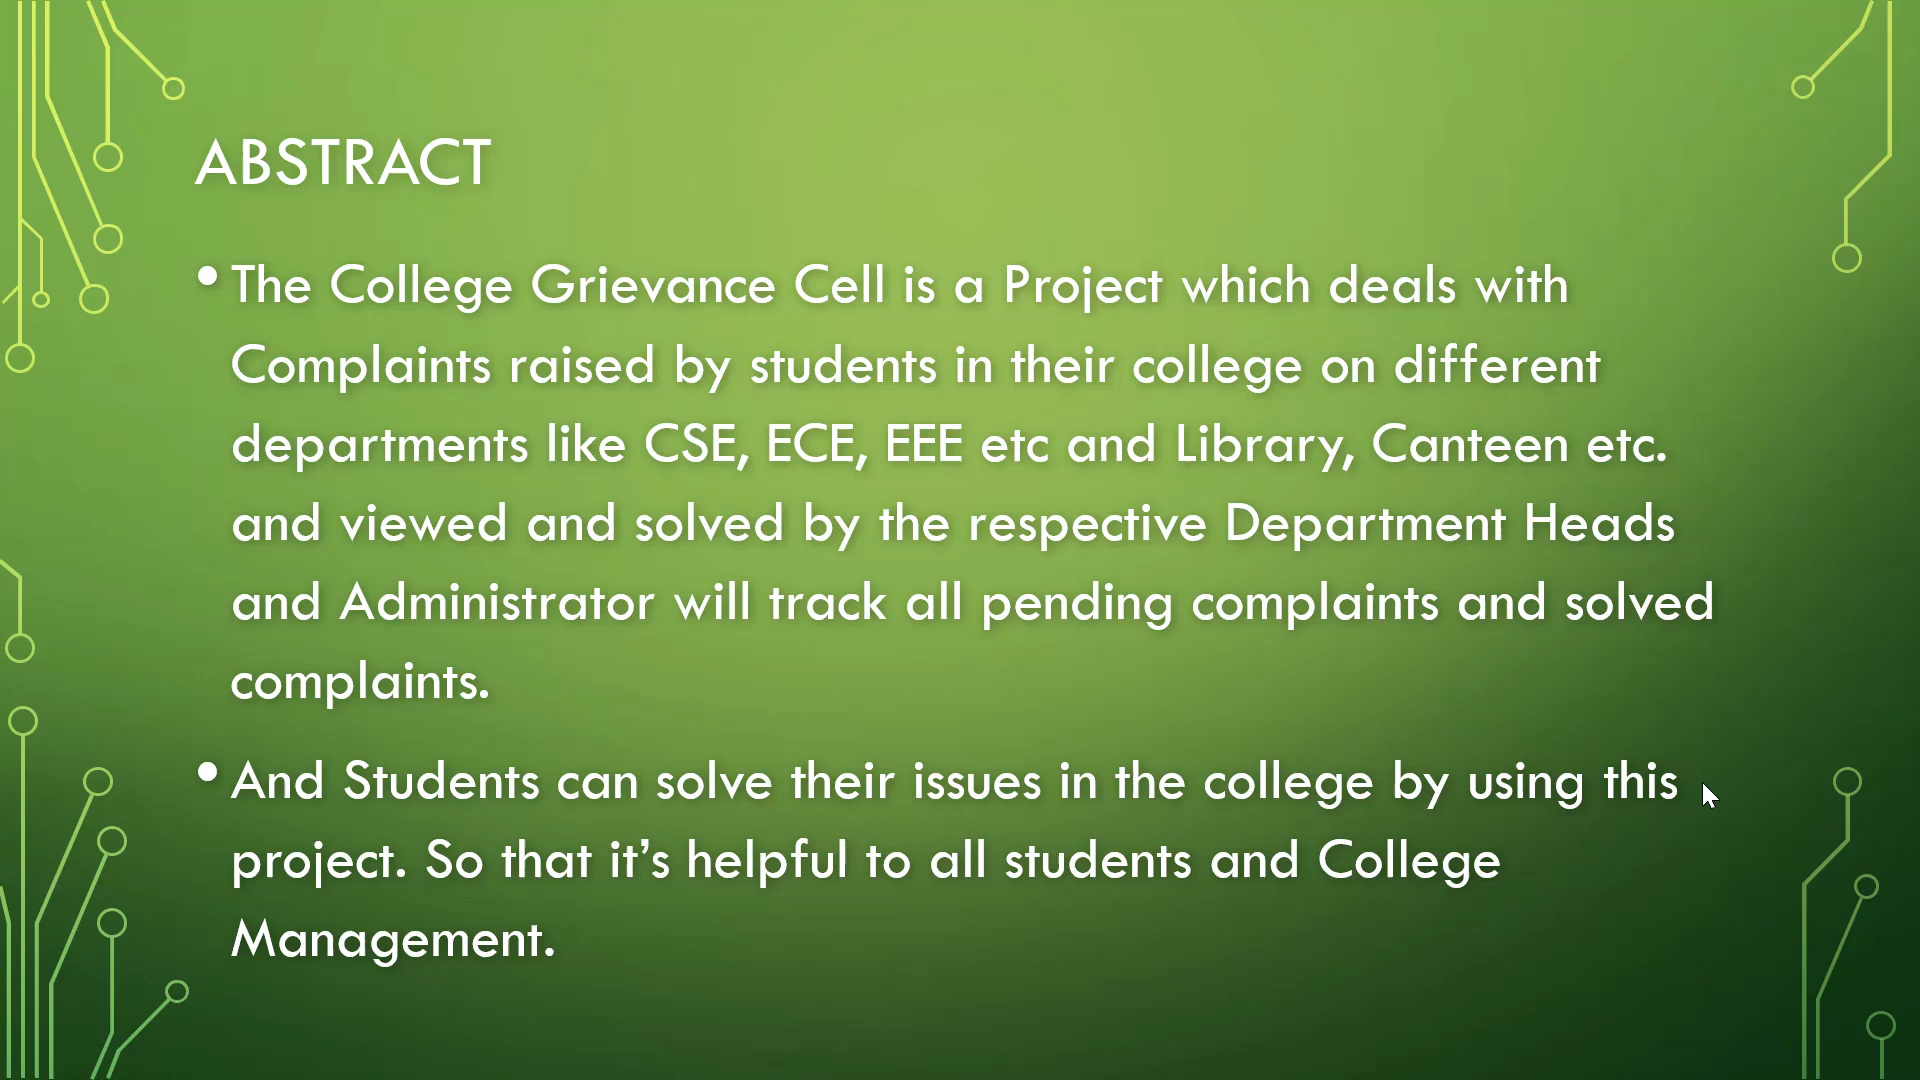 ABSTRACT
• The College Grievance Cell is a Project which deals with
Complaints raised by students in their college on different
departments like CSE, ECE, EEE etc and Library, Canteen etc.
and viewed and solved by the respective Department Heads
and Administrator will track all pending complaints and solved
complaints.
• And Students can solve their issues in the college by using this
project. So that it’s helpful to all students and College
Management.